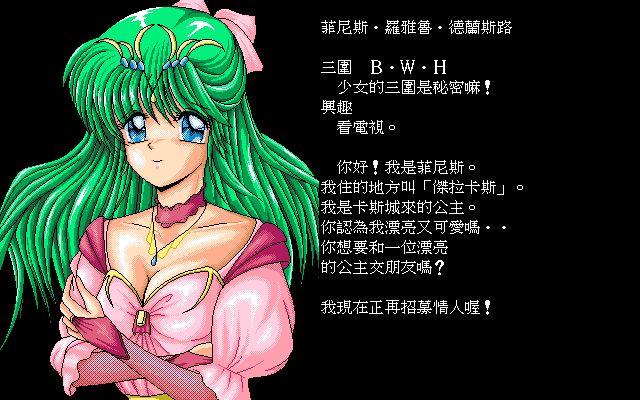 菲尼斯・羅雅魯・德蘭斯路
三圍　B・W・H
少女的三圍是秘密嘛！
興趣
看電視。
你好！我是菲尼斯。
我住的地方叫「傑拉卡斯」。
我是卡斯城來的公主。
你認為我漂亮又可愛嗎・・
你想要和一位漂亮
的公主交朋友嗎？
我現在正再招慕情人喔！